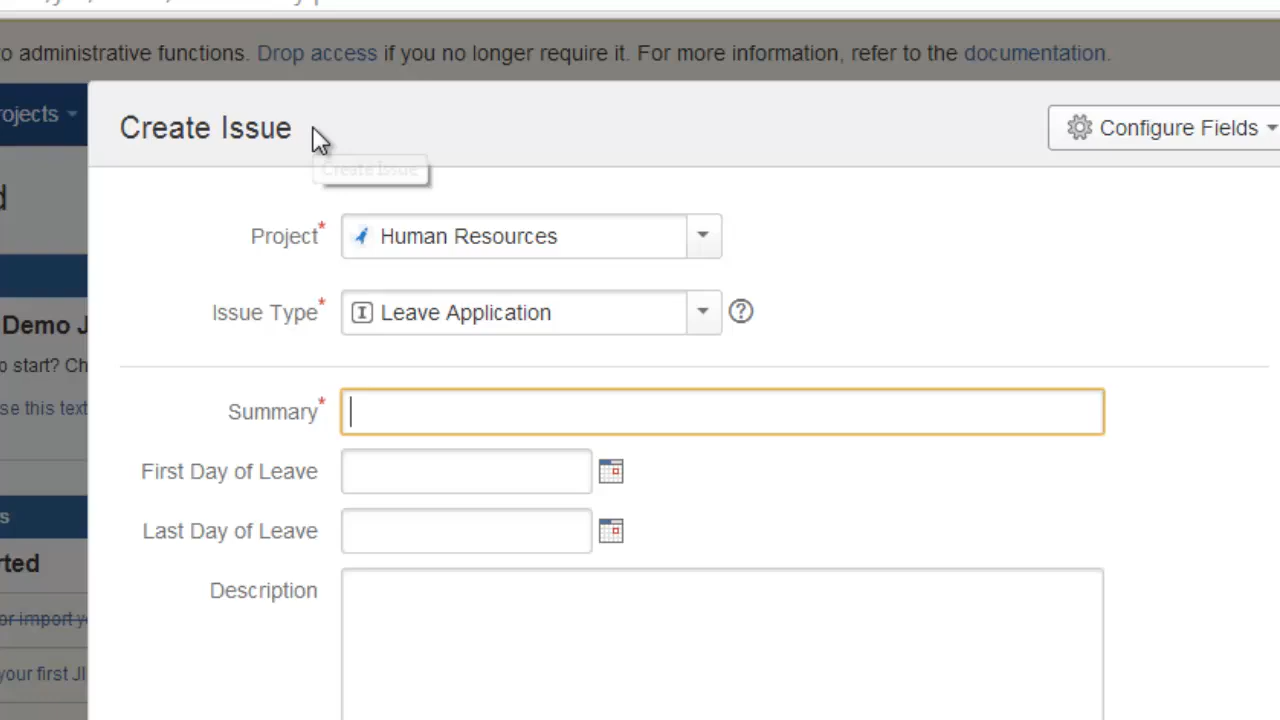 o administrative functions. Drop access if you no longer require it. For more information, refer to the documentation.
rojects
Create Issue
Configure Fields
Create Issue
d
Project* Human Resources
Issue Type* Leave Application
Demo J
o start? Ch
Summary*
se this text
First Day of Leave
s
Last Day of Leave
rted
Description
or import y
your first JI